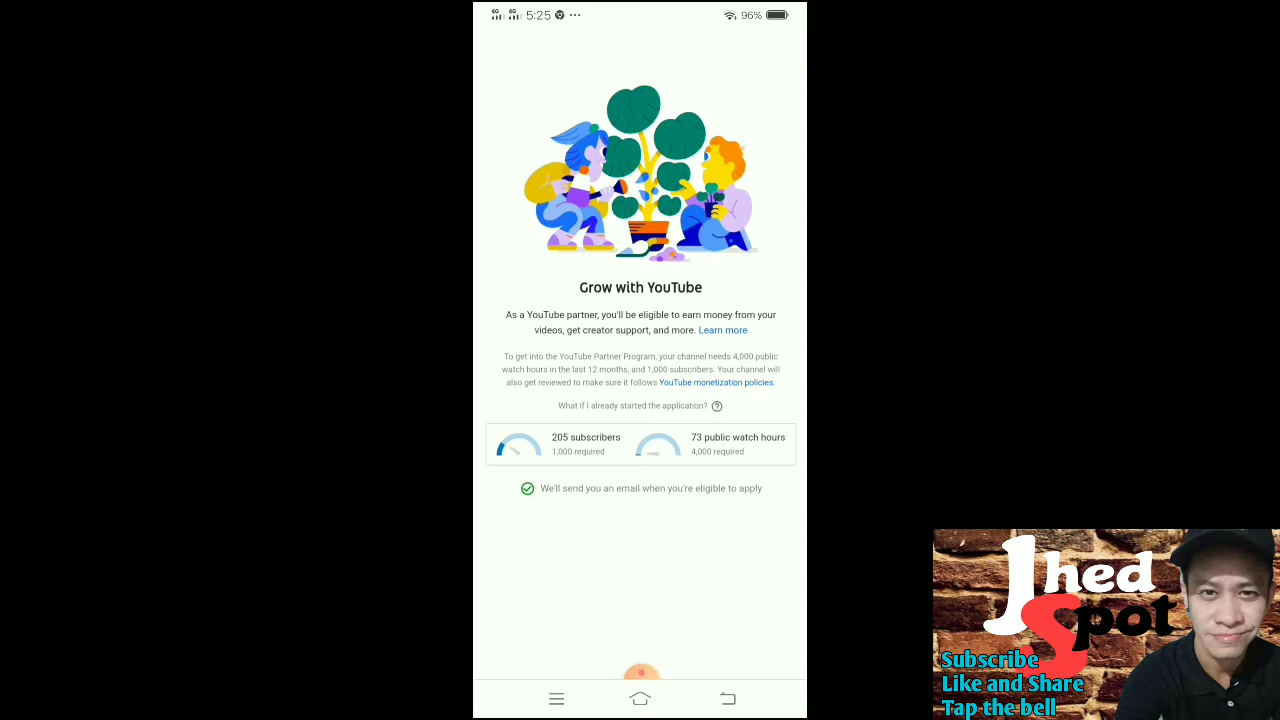 4G 4G 5:25 96%
Grow with YouTube
As a YouTube partner, you'll be eligible to earn money from your
videos, get creator support, and more. Learn more
To get into the YouTube Partner Program, your channel needs 4,000 public
watch hours in the last 12 months, and 1,000 subscribers. Your channel will
also get reviewed to make sure it follows YouTube monetization policies.
What if I already started the application?
205 subscribers
1,000 required
73 public watch hours
4,000 required
We'll send you an email when you're eligible to apply
Jhed
Spot
Subscribe
Like and Share
Tap the bell